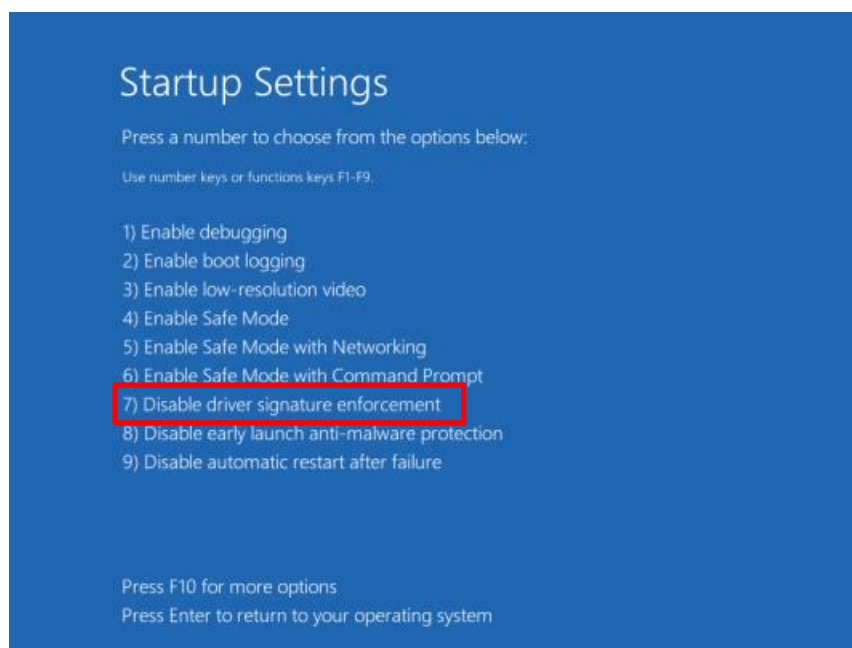 Startup Settings
Press a number to choose from the options below:
Use number keys or functions keys F1-F9.
1) Enable debugging
2) Enable boot logging
3) Enable low-resolution video
4) Enable Safe Mode
5) Enable Safe Mode with Networking
6) Enable Safe Mode with Command Prompt
7) Disable driver signature enforcement
8) Disable early launch anti-malware protection
9) Disable automatic restart after failure
Press F10 for more options
Press Enter to return to your operating system